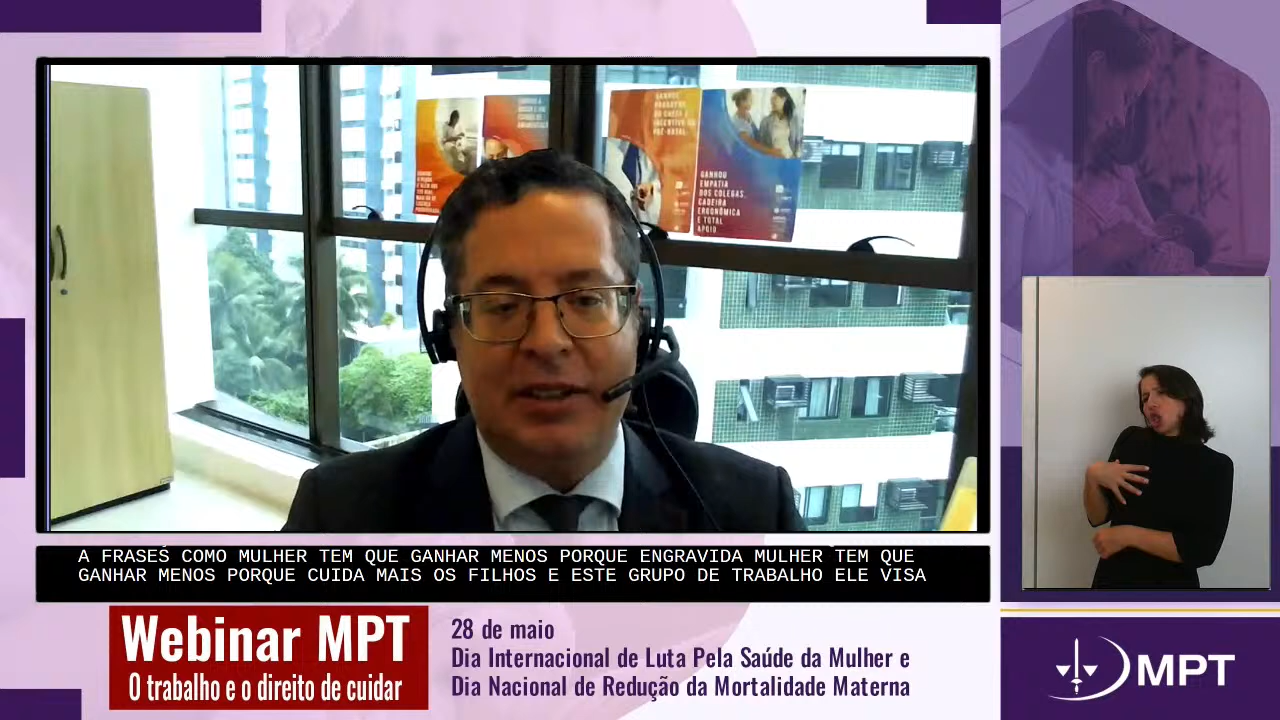 GANHOU
EMPATIA
DOS COLEGAS,
CADEIRA
ERGONÔMICA
E TOTAL
APOIO
A FRASES COMO MULHER TEM QUE GANHAR MENOS PORQUE ENGRAVIDA MULHER TEM QUE
GANHAR MENOS PORQUE CUIDA MAIS OS FILHOS E ESTE GRUPO DE TRABALHO ELE VISA
Webinar MPT
O trabalho e o direito de cuidar
28 de maio
Dia Internacional de Luta Pela Saúde da Mulher e
Dia Nacional de Redução da Mortalidade Materna
MPT